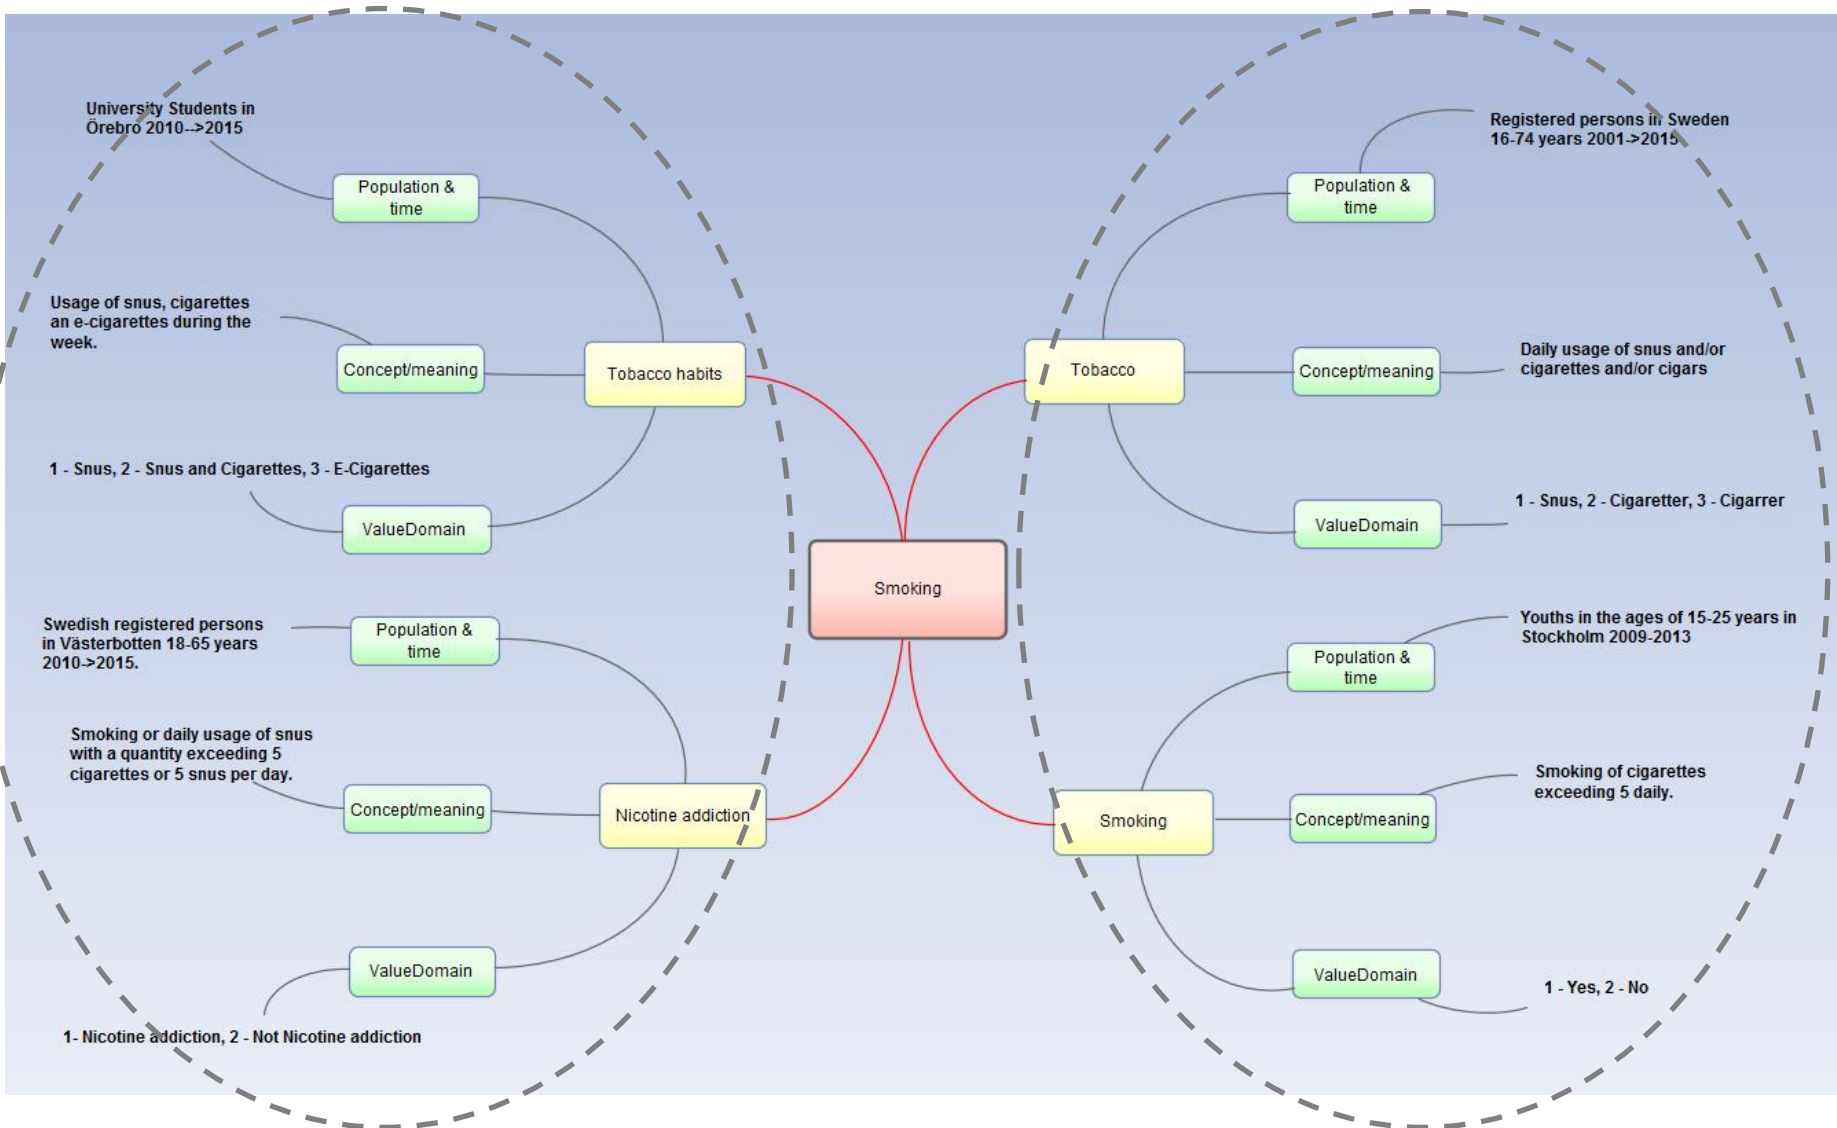 University Students in
Örebro 2010-->2015
Population &
time
Usage of snus, cigarettes
an e-cigarettes during the
week.
Concept/meaning
Tobacco habits
1 - Snus, 2 - Snus and Cigarettes, 3 - E-Cigarettes
ValueDomain
Swedish registered persons
in Västerbotten 18-65 years
2010->2015.
Population &
time
Smoking or daily usage of snus
with a quantity exceeding 5
cigarettes or 5 snus per day.
Concept/meaning
Nicotine addiction
ValueDomain
1- Nicotine addiction, 2 - Not Nicotine addiction
Smoking
Registered persons in Sweden
16-74 years 2001->2015
Population &
time
Tobacco
Concept/meaning
Daily usage of snus and/or
cigarettes and/or cigars
1 - Snus, 2 - Cigaretter, 3 - Cigarrer
ValueDomain
Youths in the ages of 15-25 years in
Stockholm 2009-2013
Population &
time
Smoking of cigarettes
exceeding 5 daily.
Smoking
Concept/meaning
ValueDomain
1 - Yes, 2 - No